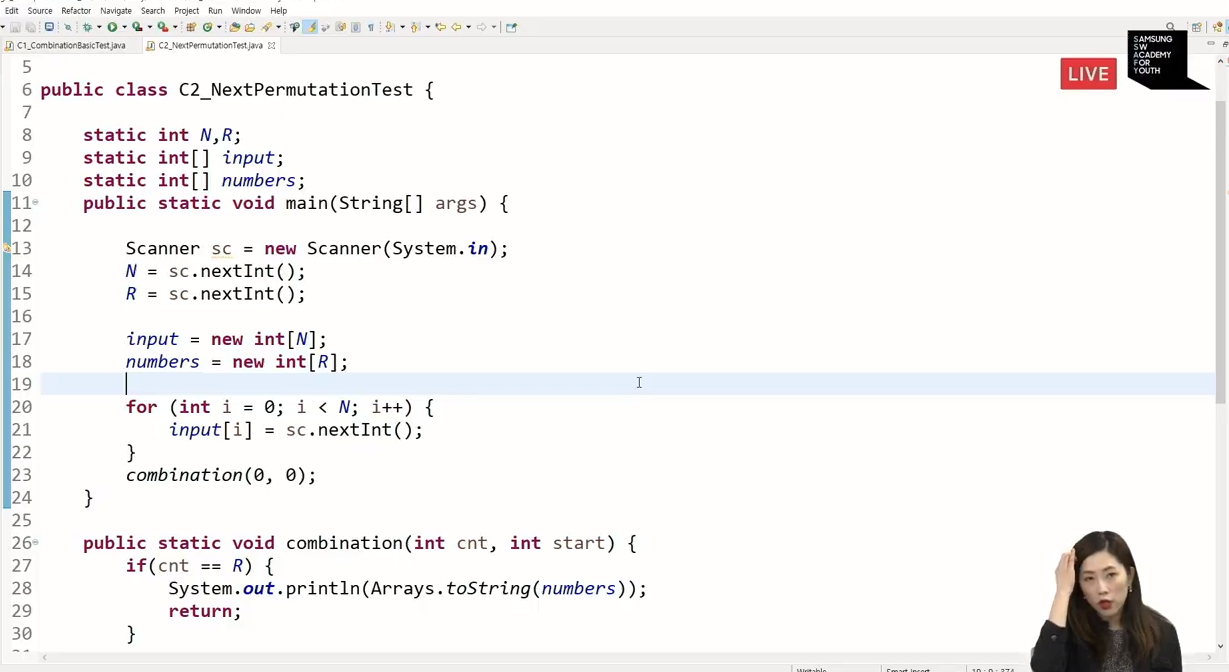 Edit Source Refactor Navigate Search Project Run Window Help
C1_CombinationBasicTest.java C2_NextPermutationTest.java
LIVE
SAMSUNG
SW
ACADEMY
FOR
YOUTH
5
6 public class C2_NextPermutationTest {
7
8 static int N,R;
9 static int[] input;
10 static int[] numbers;
11 public static void main(String[] args) {
12
13 Scanner sc = new Scanner(System.in);
14 N = sc.nextInt();
15 R = sc.nextInt();
16
17 input = new int[N];
18 numbers = new int[R];
19
20 for (int i = 0; i < N; i++) {
21 input[i] = sc.nextInt();
22 }
23 combination(0, 0);
24 }
25
26 public static void combination(int cnt, int start) {
27 if(cnt == R) {
28 System.out.println(Arrays.toString(numbers));
29 return;
30 }
Writable Smart Insert 19 : 9 : 374